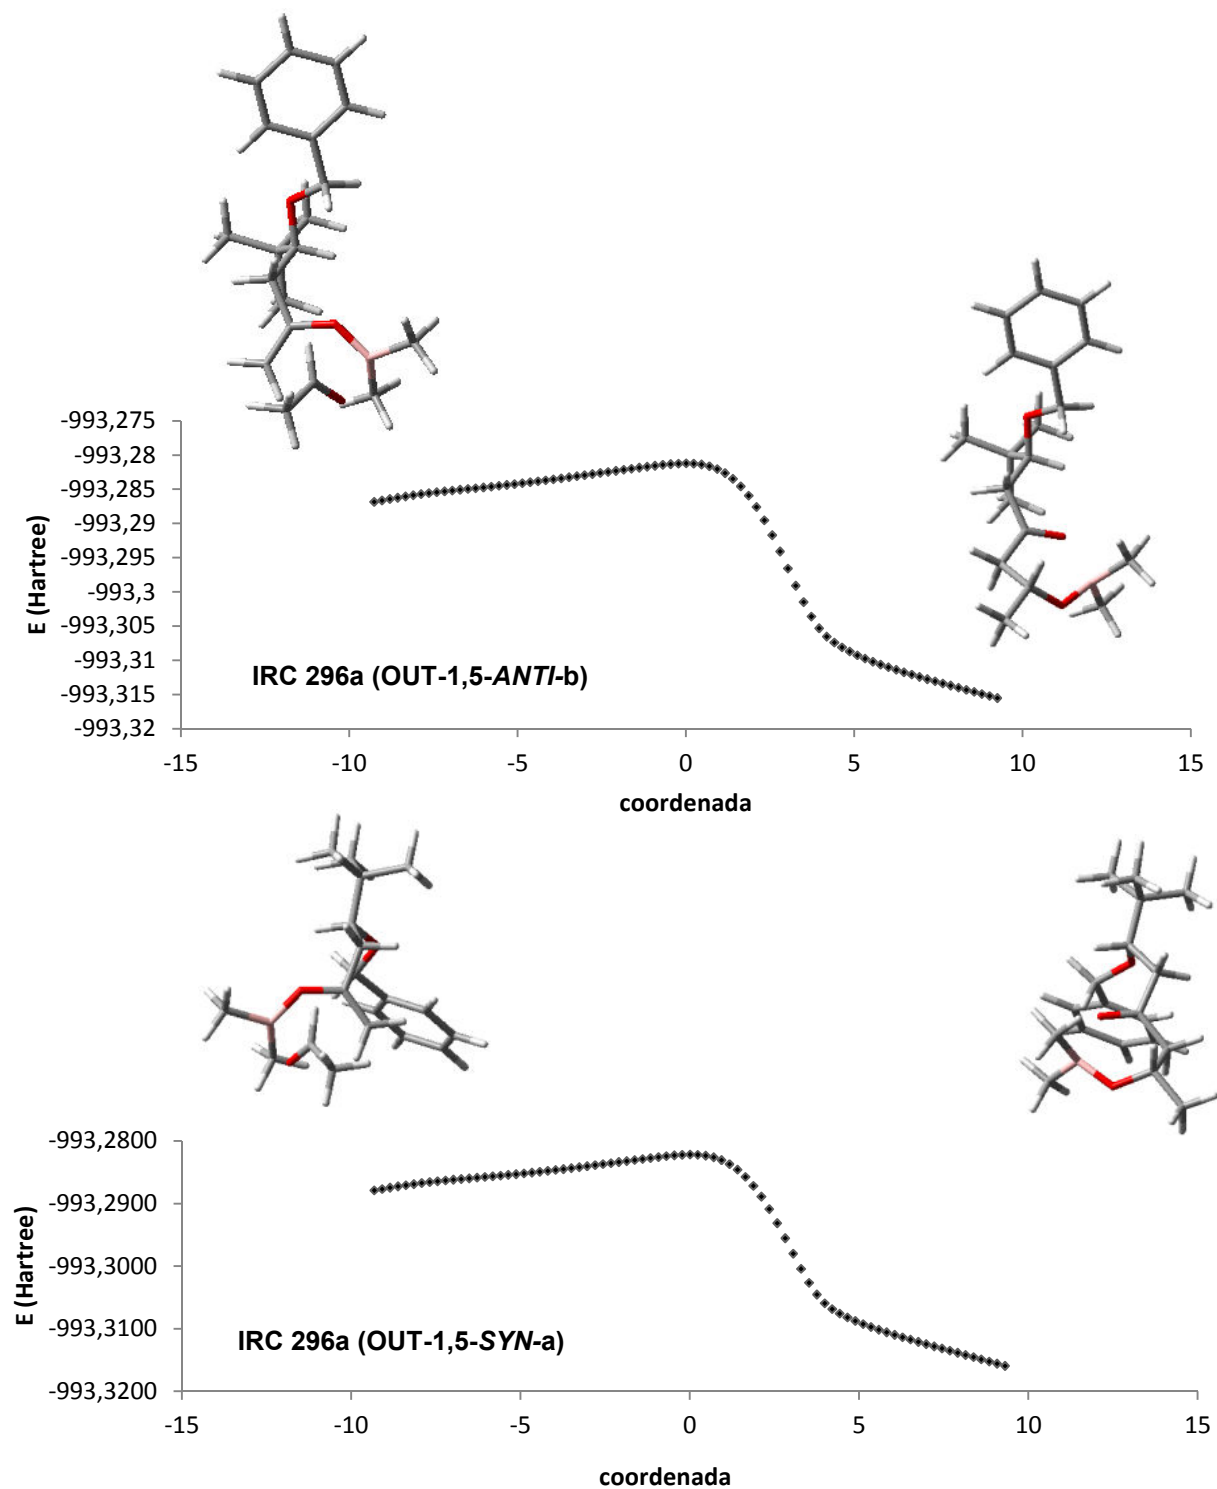 -993,275
-993,28
-993,285
-993,29
-993,295
-993,3
-993,305
-993,31
-993,315
-993,32
E (Hartree)
IRC 296a (OUT-1,5-ANTI-b)
-15 -10 -5 0 5 10 15
coordenada
-993,2800
-993,2900
-993,3000
-993,3100
-993,3200
E (Hartree)
IRC 296a (OUT-1,5-SYN-a)
-15 -10 -5 0 5 10 15
coordenada